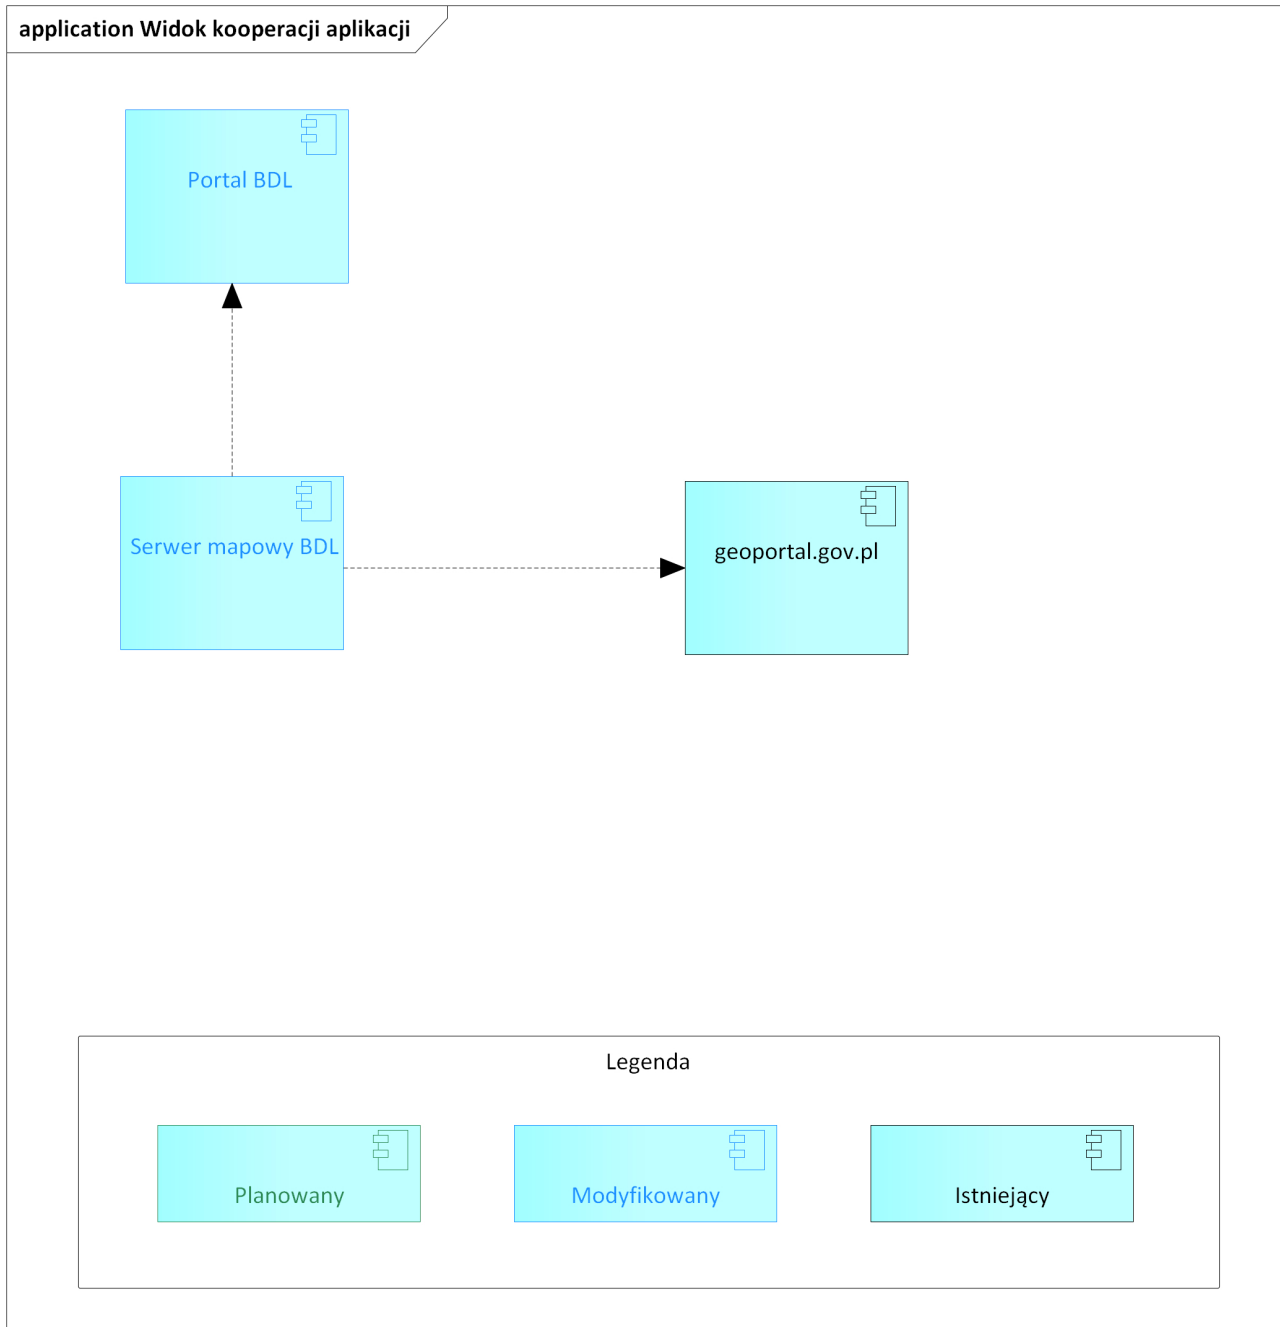 application Widok kooperacji aplikacji
Portal BDL
Serwer mapowy BDL
geoportal.gov.pl
Legenda
Planowany
Modyfikowany
Istniejący